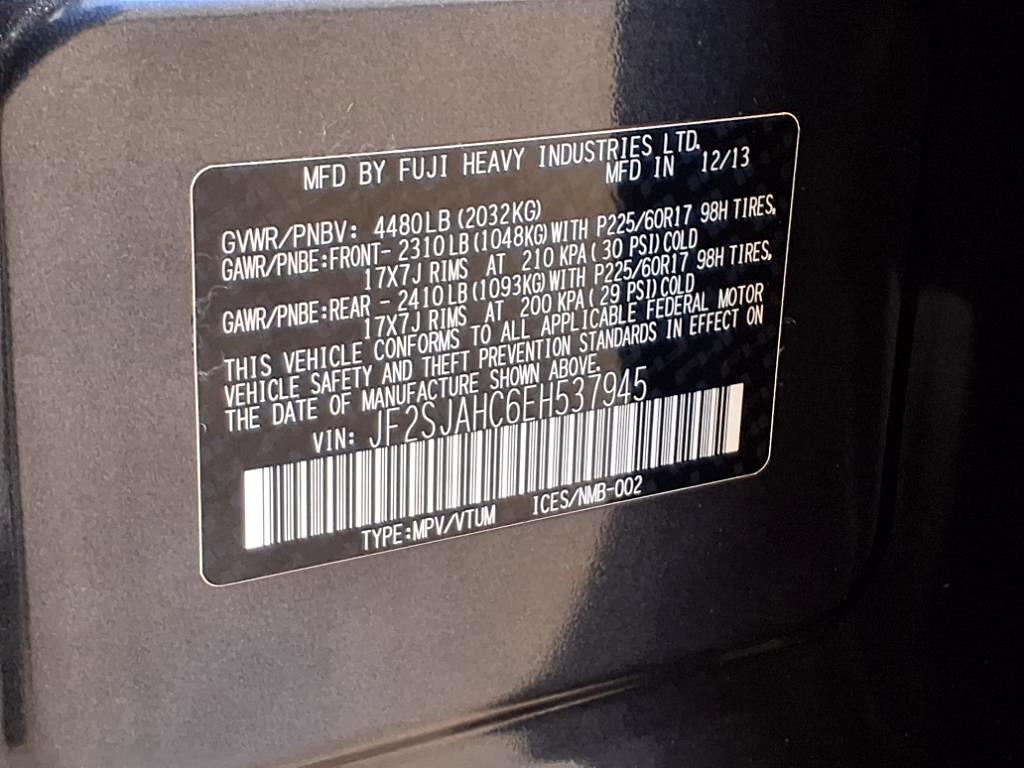 MFD BY FUJI HEAVY INDUSTRIES LTD.
MFD IN 12/13
GVWR/PNBV: 4480LB (2032KG)
GAWR/PNBE:FRONT- 2310LB (1048KG) WITH P225/60R17 98H TIRES,
17X7J RIMS AT 210 KPA ( 30 PSI) COLD
GAWR/PNBE:REAR - 2410LB (1093KG) WITH P225/60R17 98H TIRES,
17X7J RIMS AT 200 KPA ( 29 PSI) COLD
THIS VEHICLE CONFORMS TO ALL APPLICABLE FEDERAL MOTOR
VEHICLE SAFETY AND THEFT PREVENTION STANDARDS IN EFFECT ON
THE DATE OF MANUFACTURE SHOWN ABOVE.
VIN: JF2SJAHC6EH537945
TYPE:MPV/VTUM ICES/NMB-002